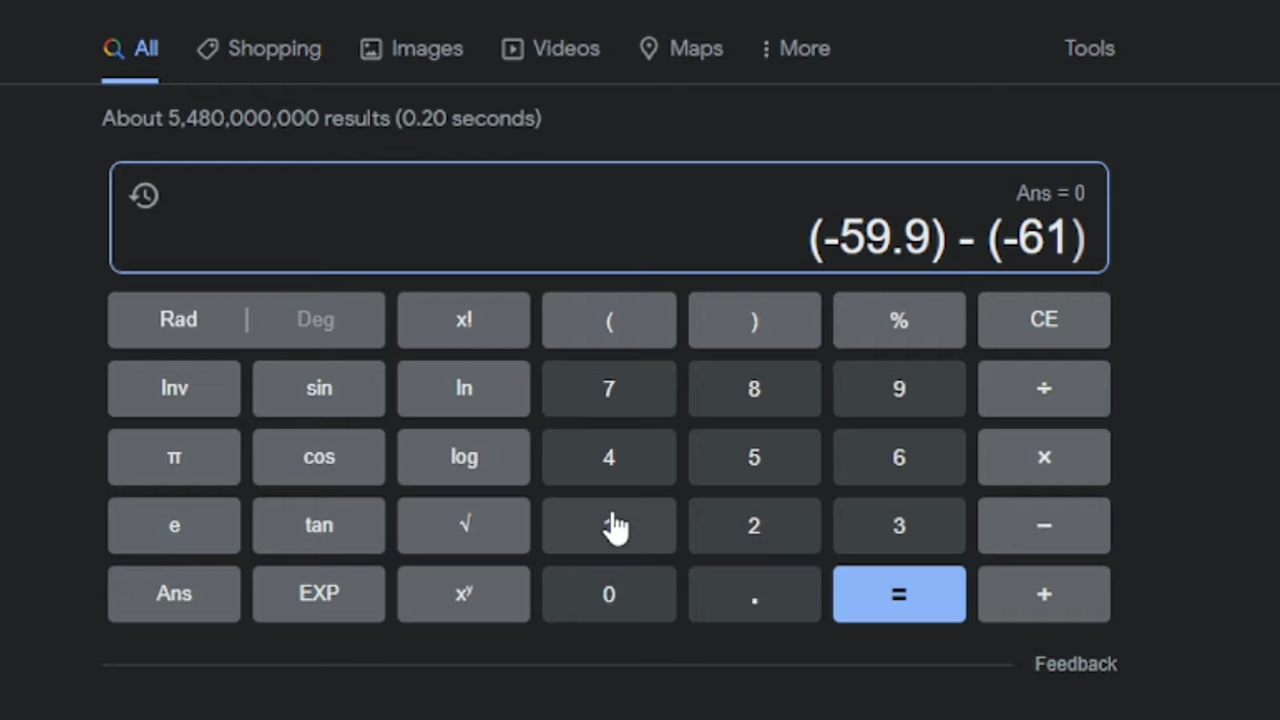 All Shopping Images Videos Maps More Tools
About 5,480,000,000 results (0.20 seconds)
Ans = 0
(-59.9) - (-61)
Rad | Deg x! ( ) % CE
Inv sin ln 7 8 9 ÷
π cos log 4 5 6 ×
e tan √ 2 3 −
Ans EXP xʸ 0 . = +
Feedback